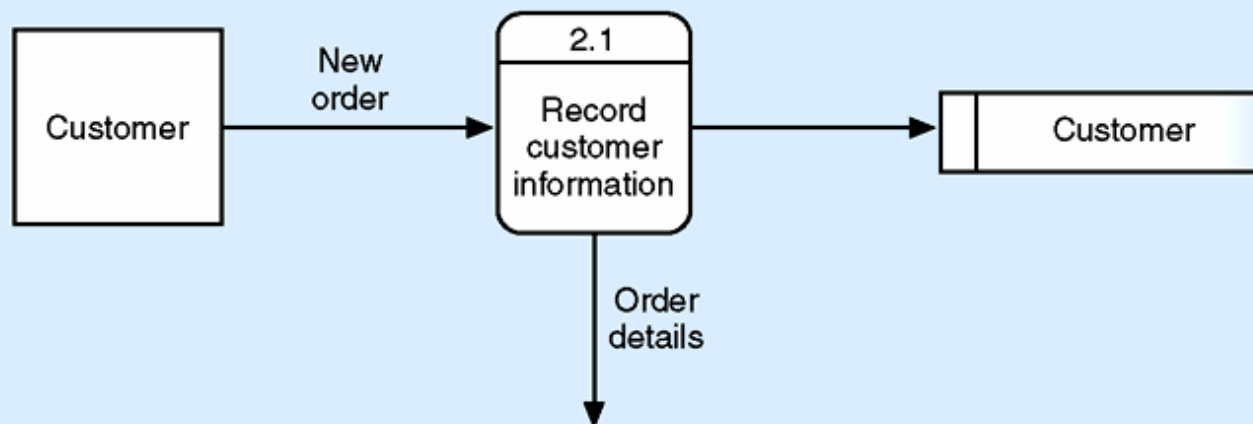 Customer
New
order
2.1
Record
customer
information
Customer
Order
details